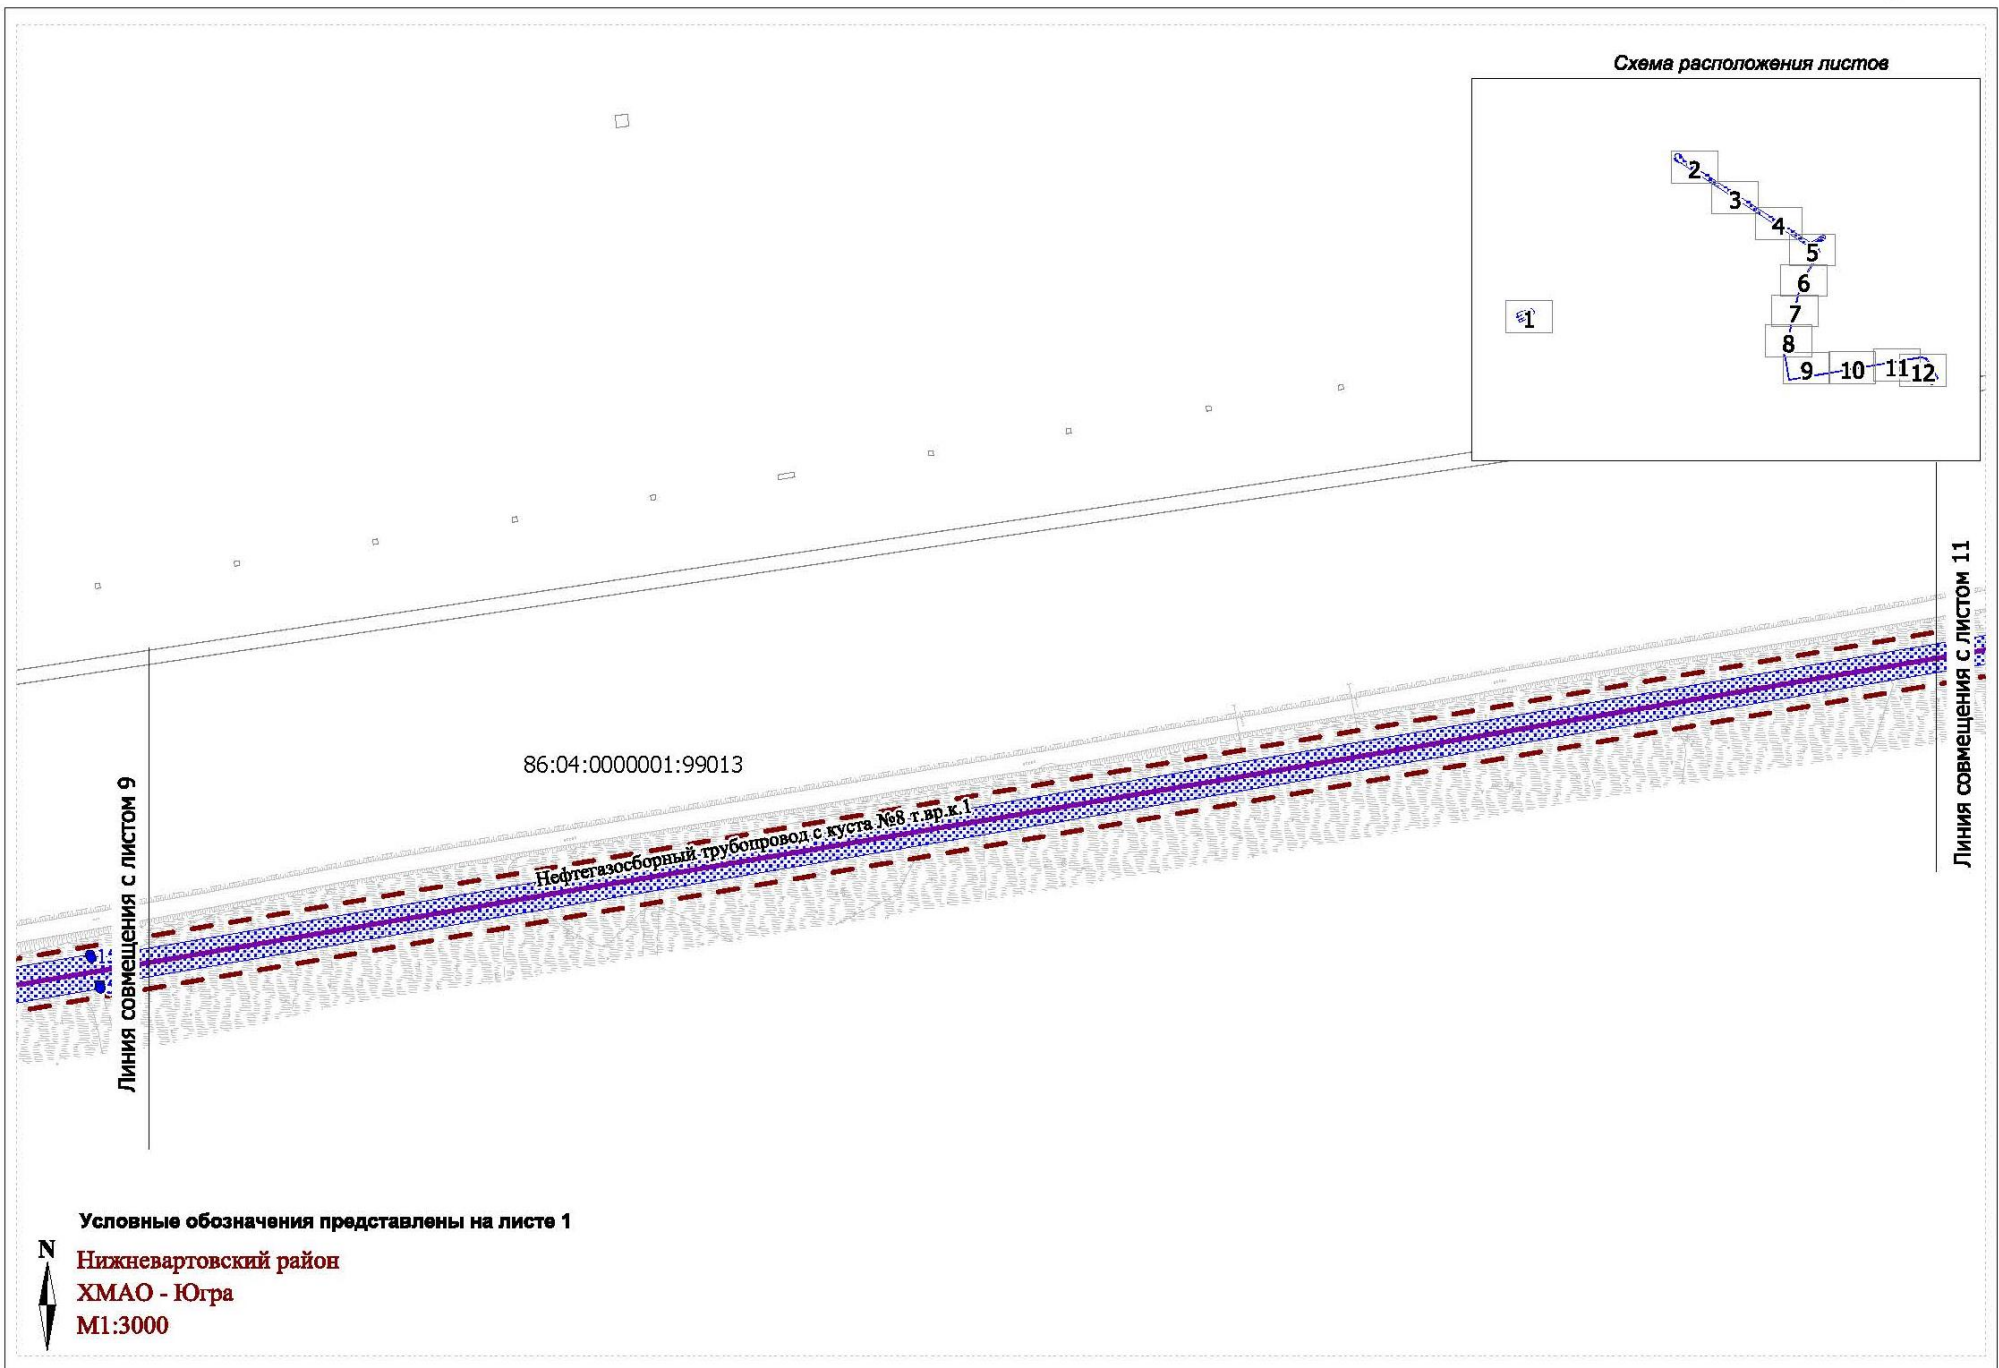 Схема расположения листов
2
3
4
5
6
7
1
8
9
10
11
12
Линия совмещения с листом 11
86:04:0000001:99013
Нефтегазосборный трубопровод с куста №8 т.вр.к.1
Линия совмещения с листом 9
Условные обозначения представлены на листе 1
N
Нижневартовский район
ХМАО - Югра
М1:3000